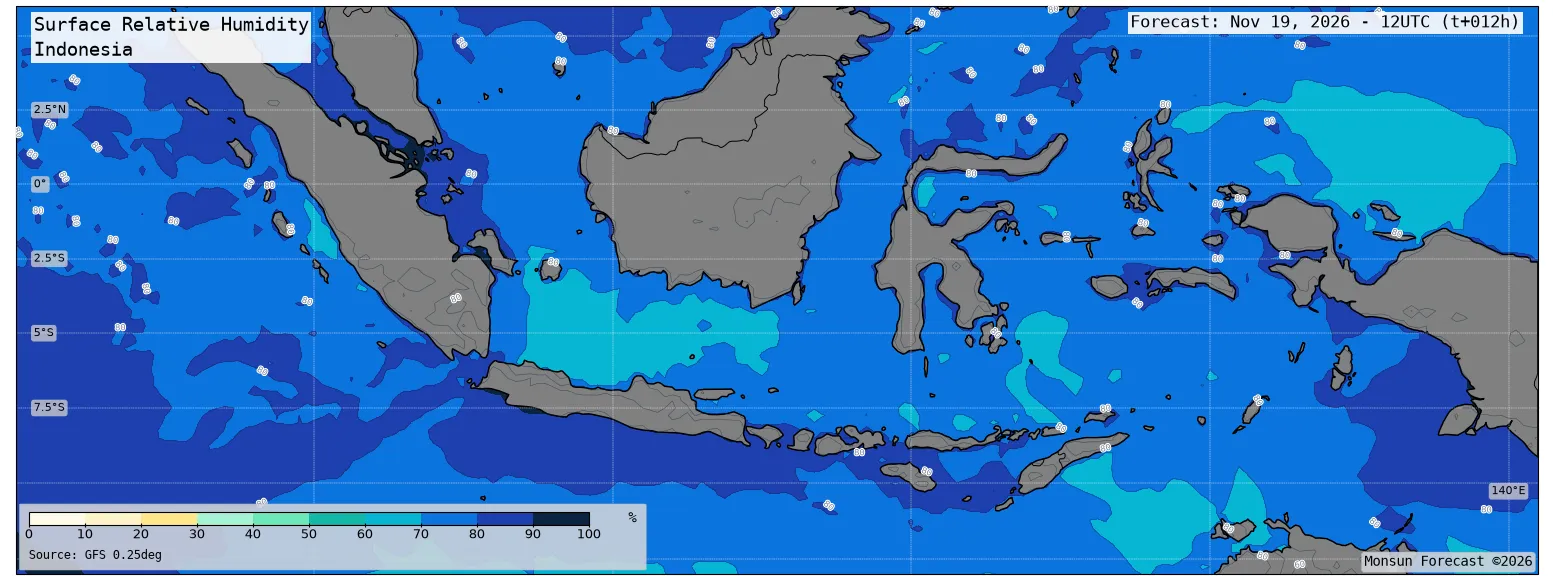 Surface Relative Humidity
Indonesia
Forecast: Nov 19, 2026 - 12UTC (t+012h)
2.5°N
0°
2.5°S
5°S
7.5°S
140°E
0 10 20 30 40 50 60 70 80 90 100 %
Source: GFS 0.25deg
Monsun Forecast ©2026